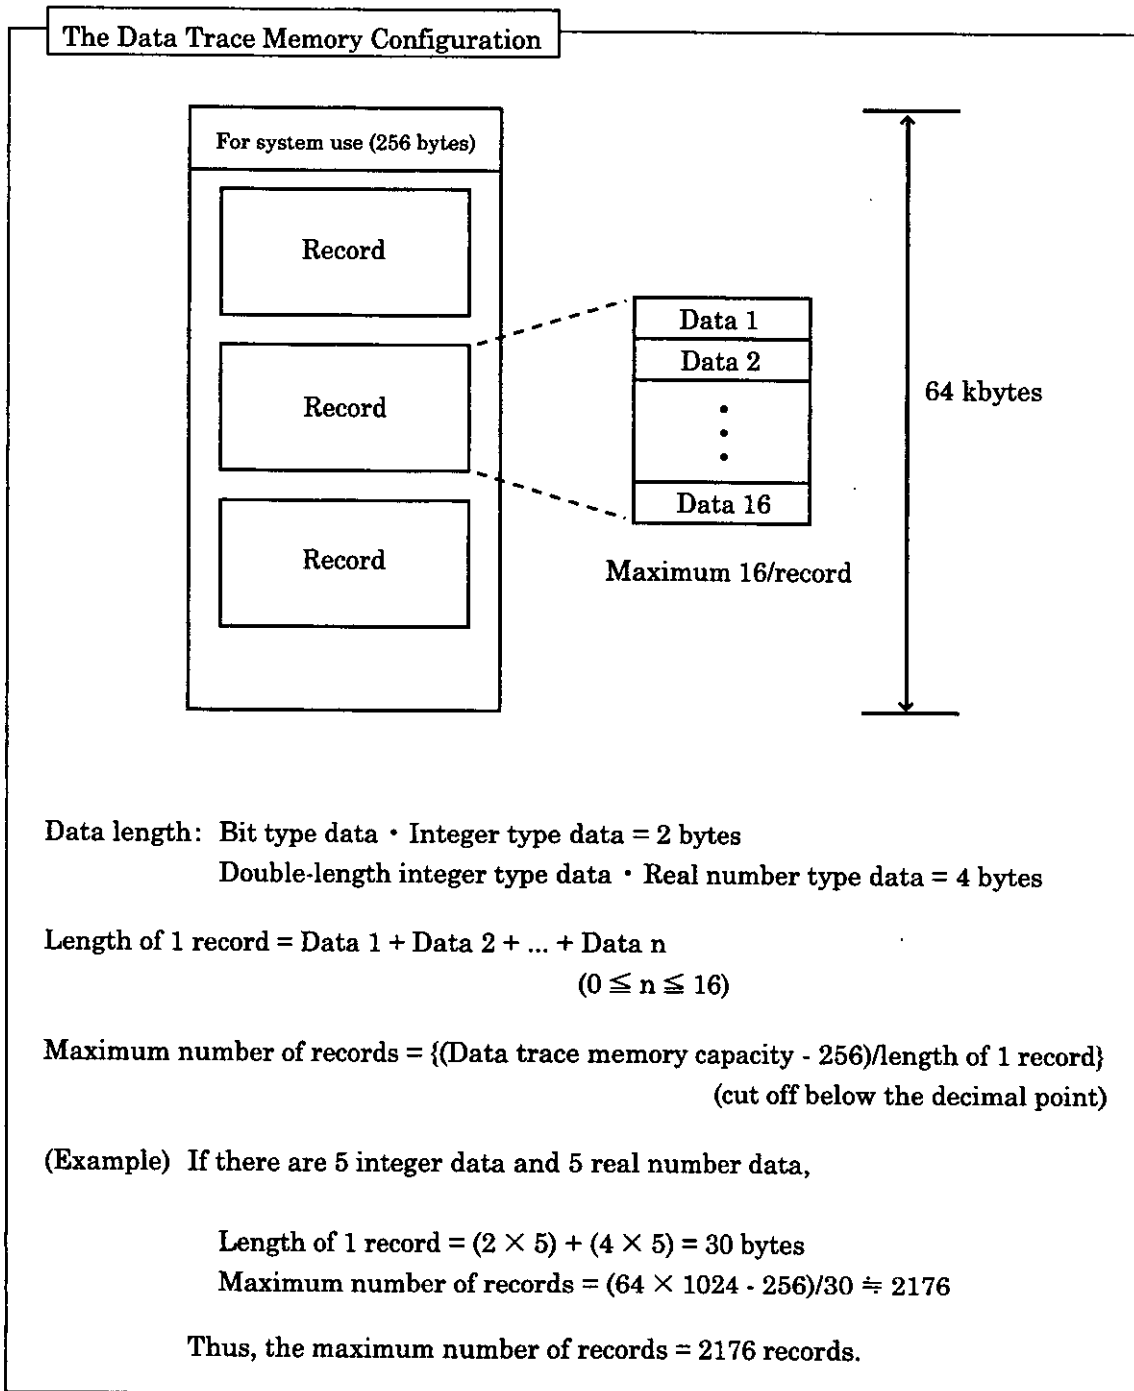 The Data Trace Memory Configuration
For system use (256 bytes)
Record
Record
Record
Data 1
Data 2
Data 16
Maximum 16/record
64 kbytes
Data length: Bit type data・Integer type data = 2 bytes
Double-length integer type data・Real number type data = 4 bytes
Length of 1 record = Data 1 + Data 2 + ... + Data n
(0 ≦ n ≦ 16)
Maximum number of records = {(Data trace memory capacity - 256)/length of 1 record}
(cut off below the decimal point)
(Example) If there are 5 integer data and 5 real number data,
Length of 1 record = (2 × 5) + (4 × 5) = 30 bytes
Maximum number of records = (64 × 1024 - 256)/30 ≒ 2176
Thus, the maximum number of records = 2176 records.